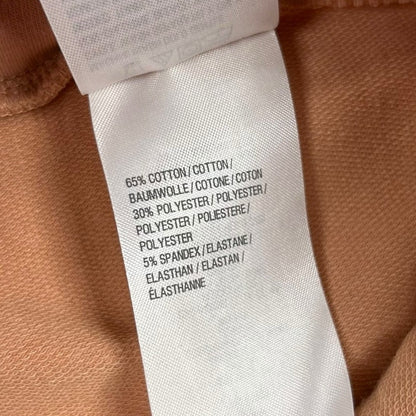 65% COTTON / COTTON /
BAUMWOLLE / COTONE / COTON
30% POLYESTER / POLYESTER /
POLYESTER / POLIESTERE /
POLYESTER
5% SPANDEX / ELASTANE /
ELASTHAN / ELASTAN /
ÉLASTHANNE